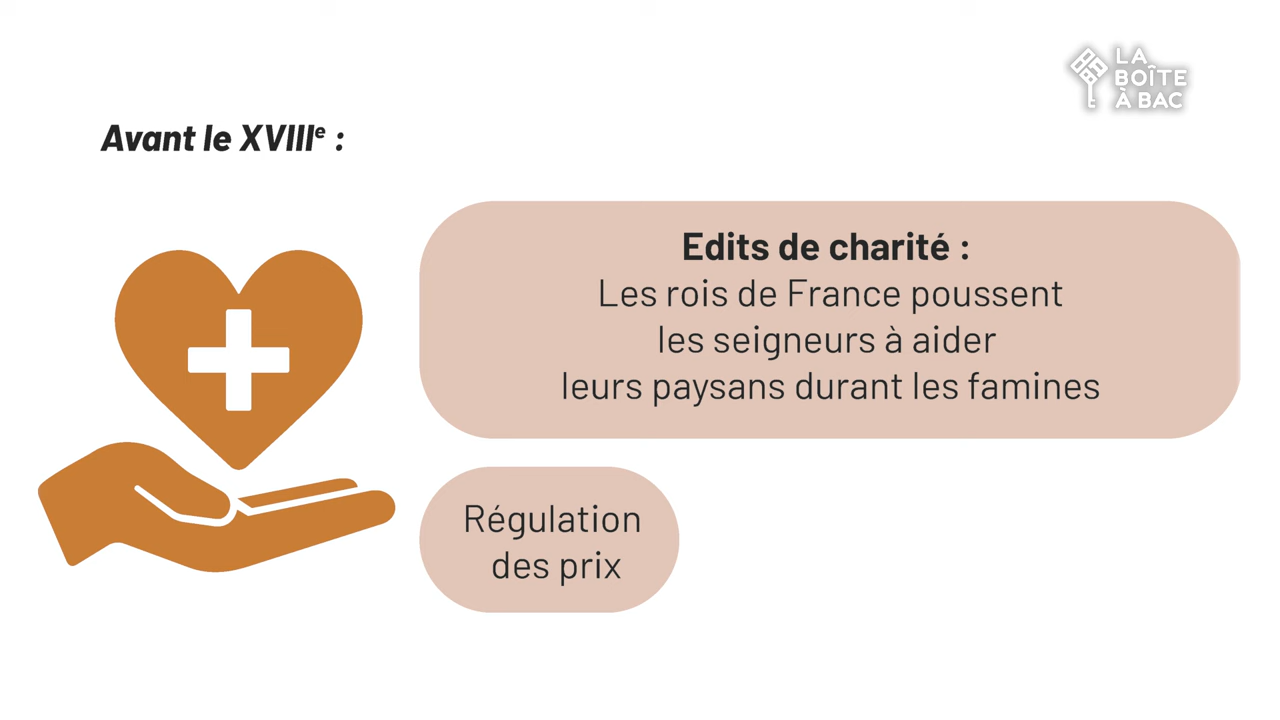 LA
BOÎTE
À BAC
Avant le XVIIIᵉ :
Edits de charité :
Les rois de France poussent
les seigneurs à aider
leurs paysans durant les famines
Régulation
des prix